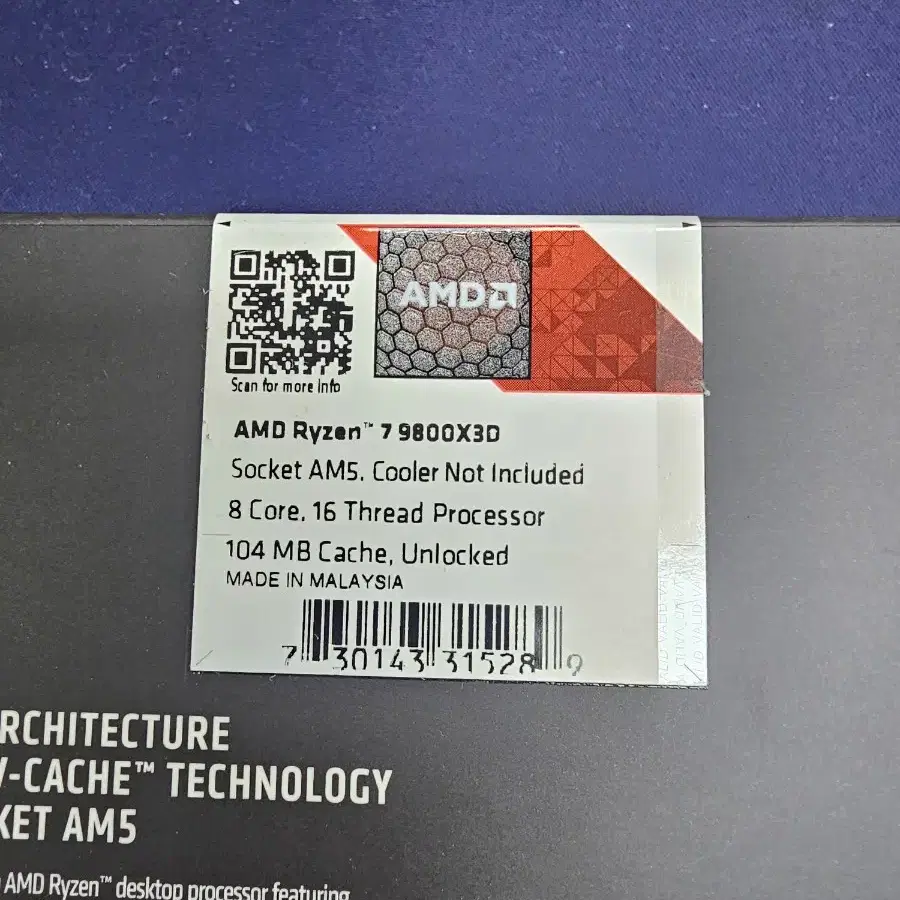 AMD
Scan for more info
AMD Ryzen™ 7 9800X3D
Socket AM5, Cooler Not Included
8 Core, 16 Thread Processor
104 MB Cache, Unlocked
MADE IN MALAYSIA
7 30143 31528 9
RCHITECTURE
V-CACHE™ TECHNOLOGY
KET AM5
AMD Ryzen™ desktop processor featuring